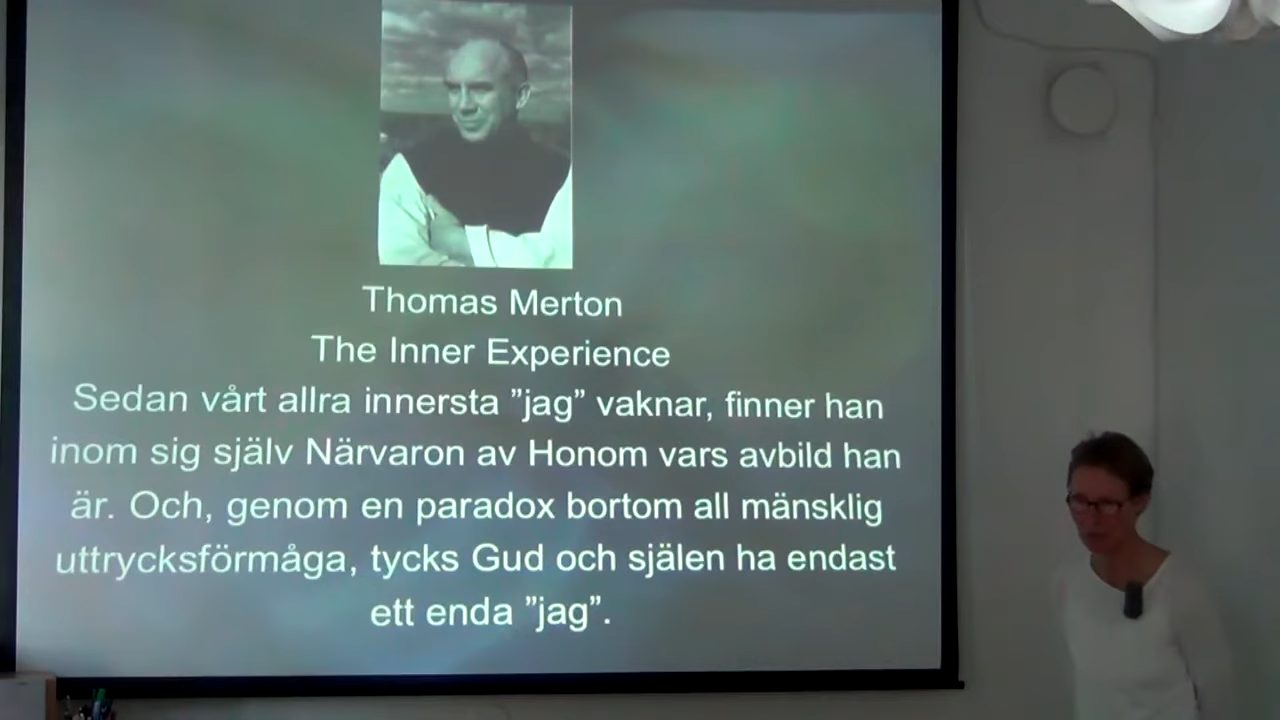 Thomas Merton
The Inner Experience
Sedan vårt allra innersta ”jag” vaknar, finner han
inom sig själv Närvaron av Honom vars avbild han
är. Och, genom en paradox bortom all mänsklig
uttrycksförmåga, tycks Gud och själen ha endast
ett enda ”jag”.